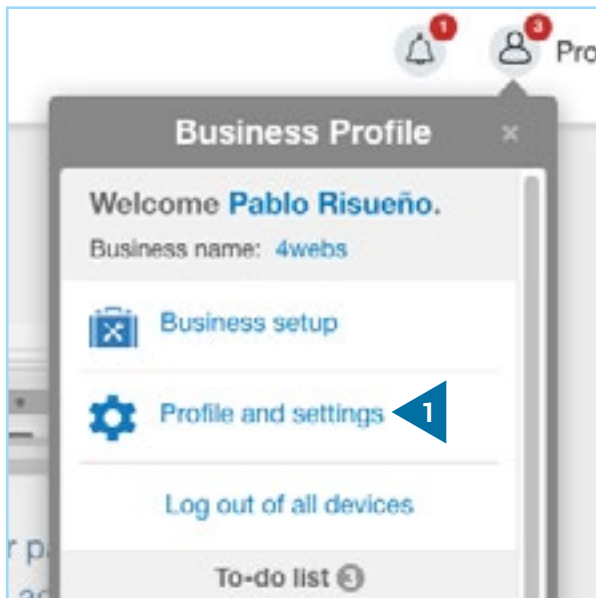 1
3
Pro
Business Profile
×
Welcome Pablo Risueño.
Business name: 4webs
Business setup
Profile and settings 1
Log out of all devices
r p
To-do list 3